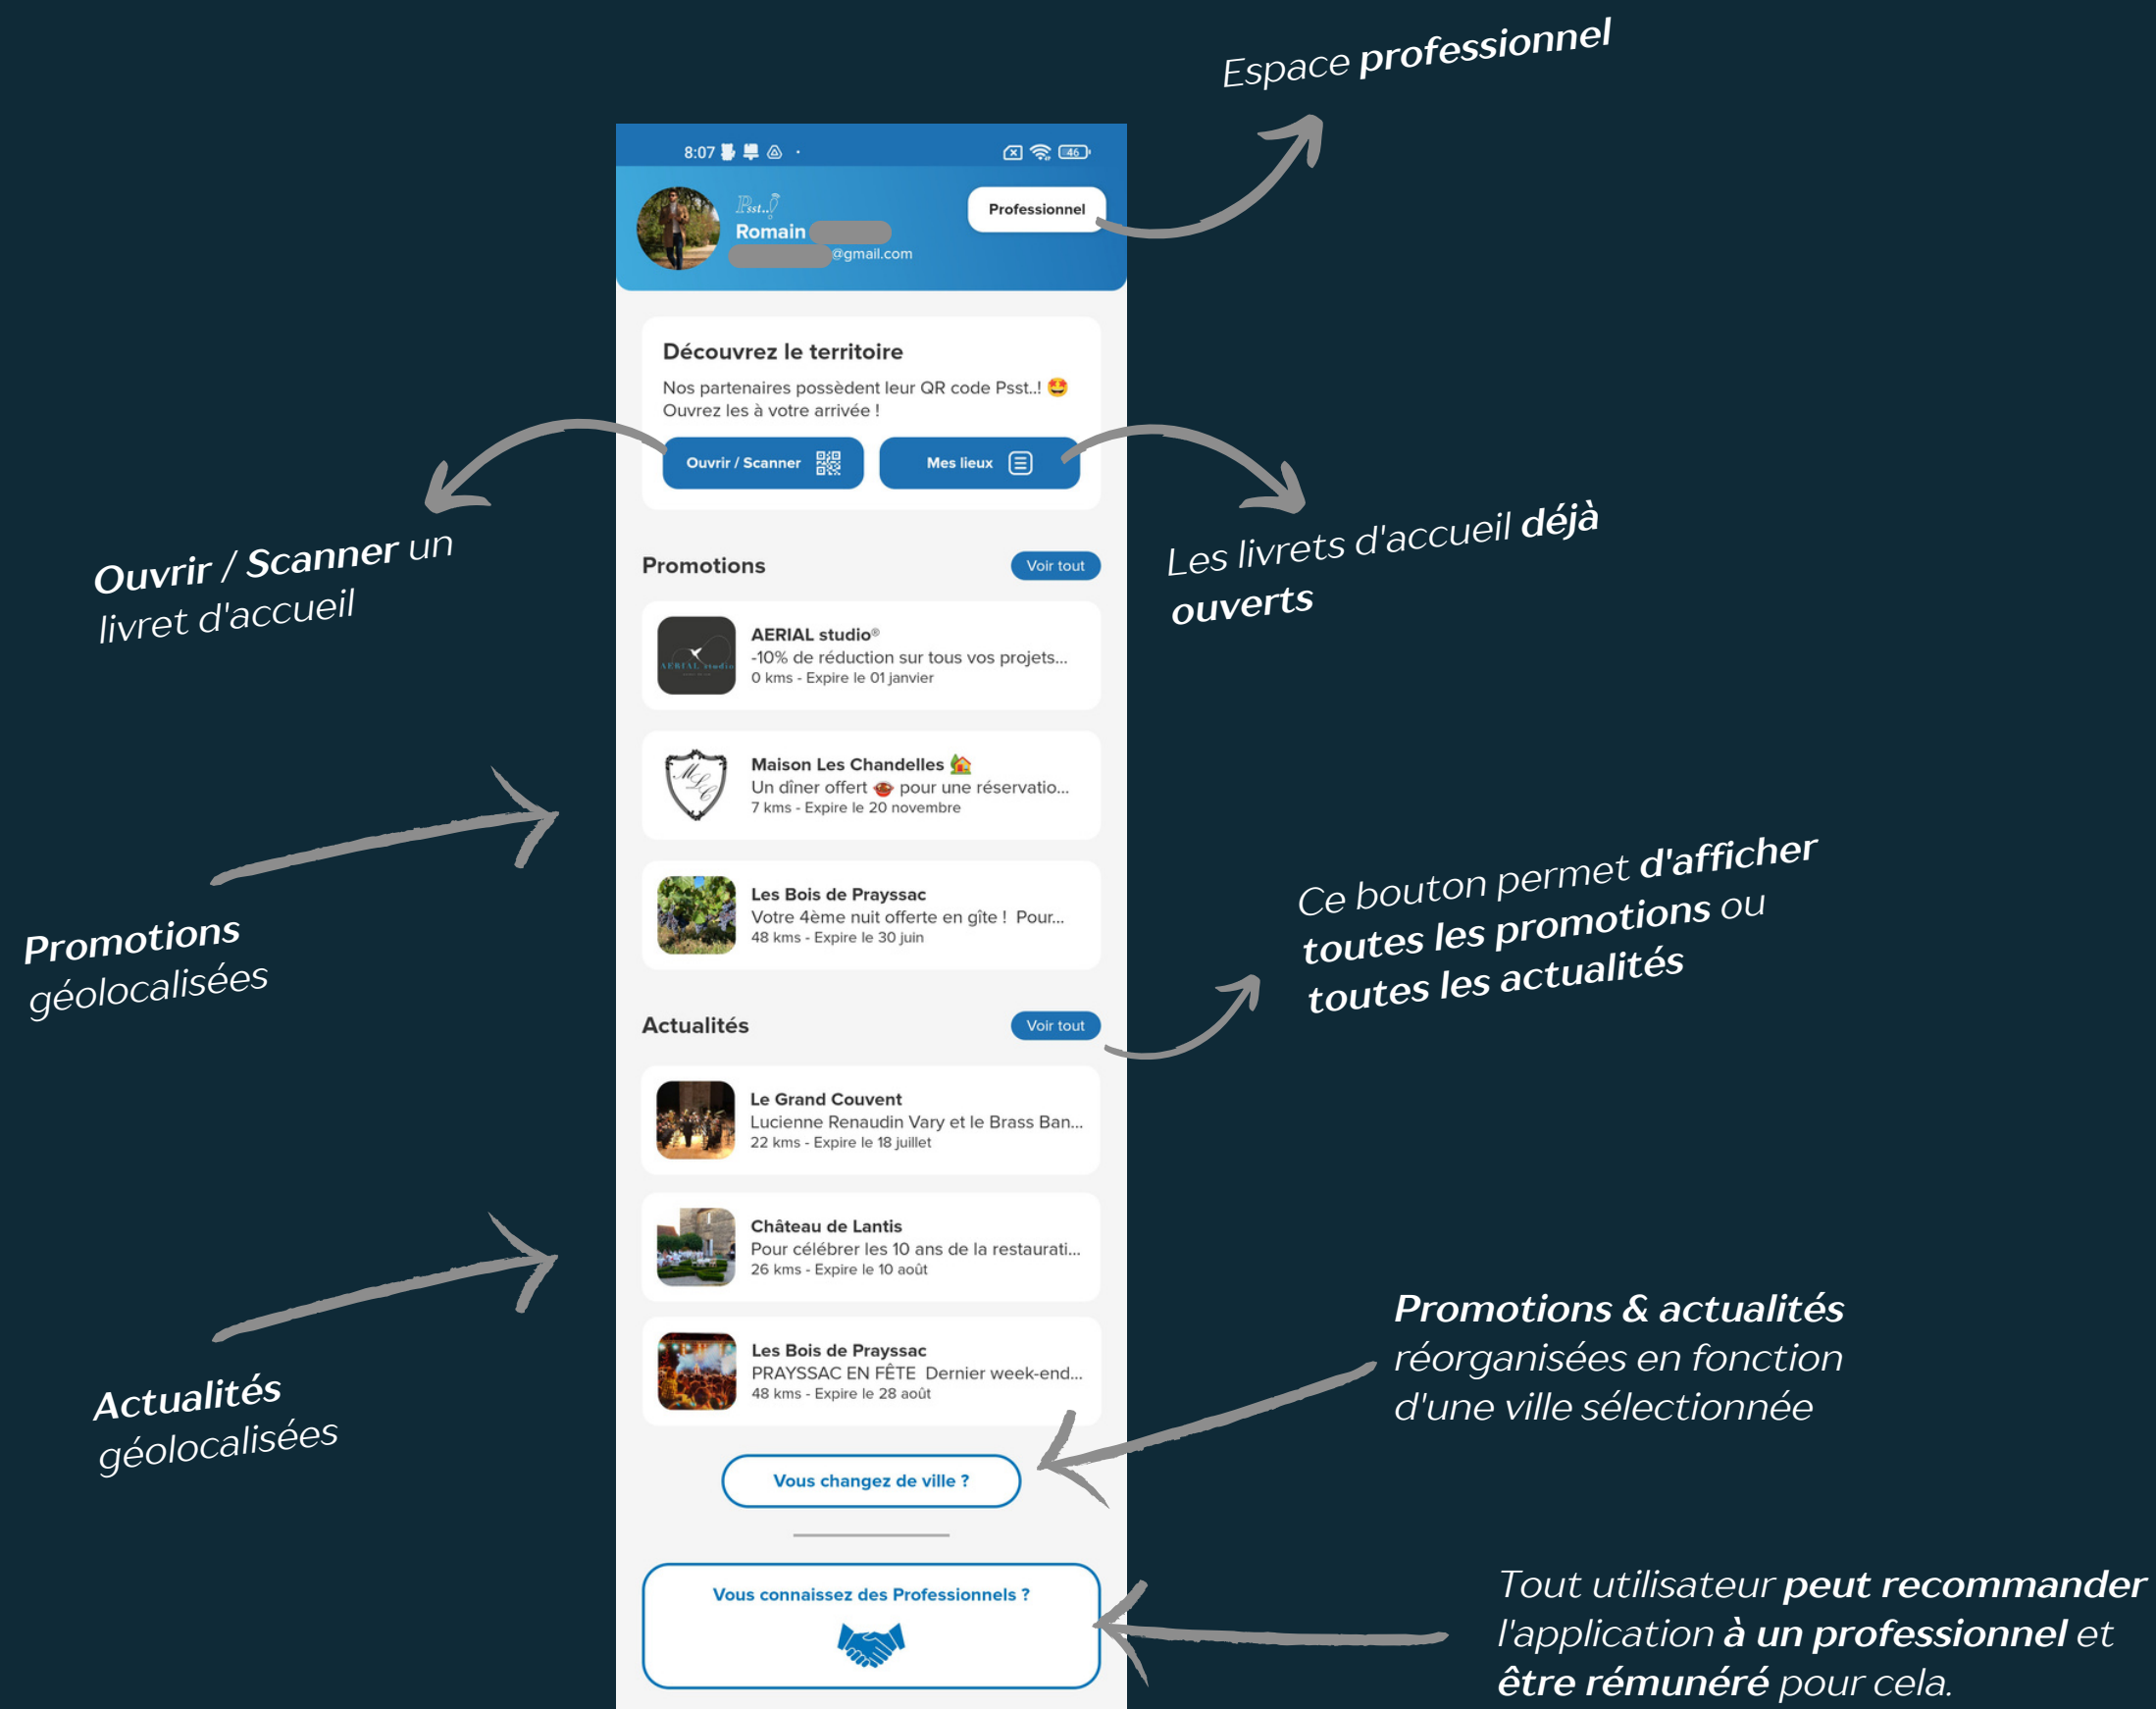 Espace professionnel
8:07
46
Psst..!
Professionnel
Romain
@gmail.com
Découvrez le territoire
Nos partenaires possèdent leur QR code Psst..! 🤩
Ouvrez les à votre arrivée !
Ouvrir / Scanner
Mes lieux
Ouvrir / Scanner un
livret d'accueil
Les livrets d'accueil déjà
ouverts
Promotions
Voir tout
AERIAL studio
AERIAL studio®
-10% de réduction sur tous vos projets...
0 kms - Expire le 01 janvier
MLC
Maison Les Chandelles 🏡
Un dîner offert 🍲 pour une réservatio...
7 kms - Expire le 20 novembre
Les Bois de Prayssac
Votre 4ème nuit offerte en gîte ! Pour...
48 kms - Expire le 30 juin
Promotions
géolocalisées
Ce bouton permet d'afficher
toutes les promotions ou
toutes les actualités
Actualités
Voir tout
Le Grand Couvent
Lucienne Renaudin Vary et le Brass Ban...
22 kms - Expire le 18 juillet
Château de Lantis
Pour célébrer les 10 ans de la restaurati...
26 kms - Expire le 10 août
Les Bois de Prayssac
PRAYSSAC EN FÊTE Dernier week-end...
48 kms - Expire le 28 août
Actualités
géolocalisées
Promotions & actualités
réorganisées en fonction
d'une ville sélectionnée
Vous changez de ville ?
Vous connaissez des Professionnels ?
Tout utilisateur peut recommander
l'application à un professionnel et
être rémunéré pour cela.